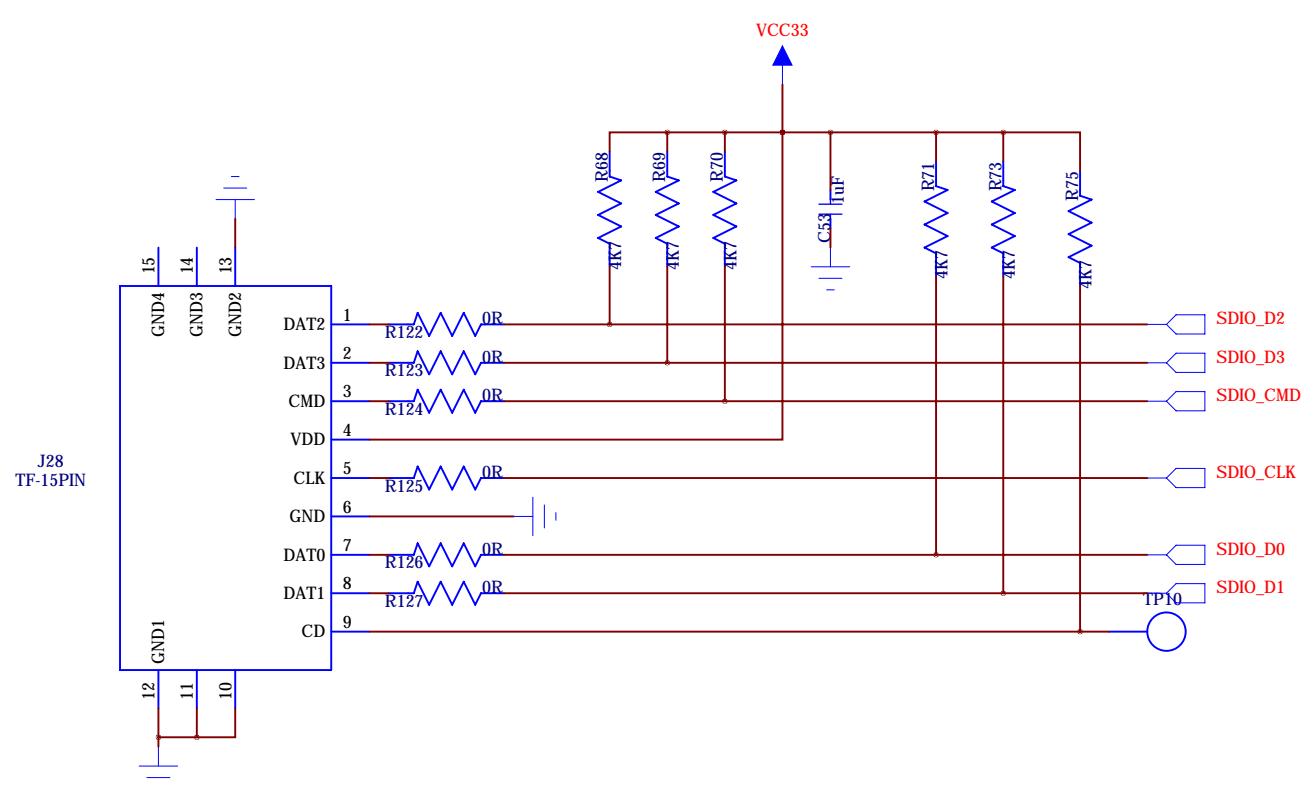 VCC33
R68
4K7
R69
4K7
R70
4K7
C53
1uF
R71
4K7
R73
4K7
R75
4K7
15
14
13
GND4
GND3
GND2
DAT2
1
R122
0R
SDIO_D2
DAT3
2
R123
0R
SDIO_D3
CMD
3
R124
0R
SDIO_CMD
VDD
4
J28
TF-15PIN
CLK
5
R125
0R
SDIO_CLK
GND
6
DAT0
7
R126
0R
SDIO_D0
DAT1
8
R127
0R
SDIO_D1
TP10
CD
9
GND1
12
11
10